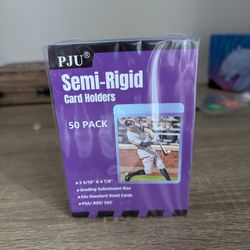 PJU®
Semi-Rigid
Card Holders
50 PACK
• 3 5/16" X 4 7/8"
• Grading Submission Size
• Fits Standard Sized Cards
• PSA/ BGS/ SGC